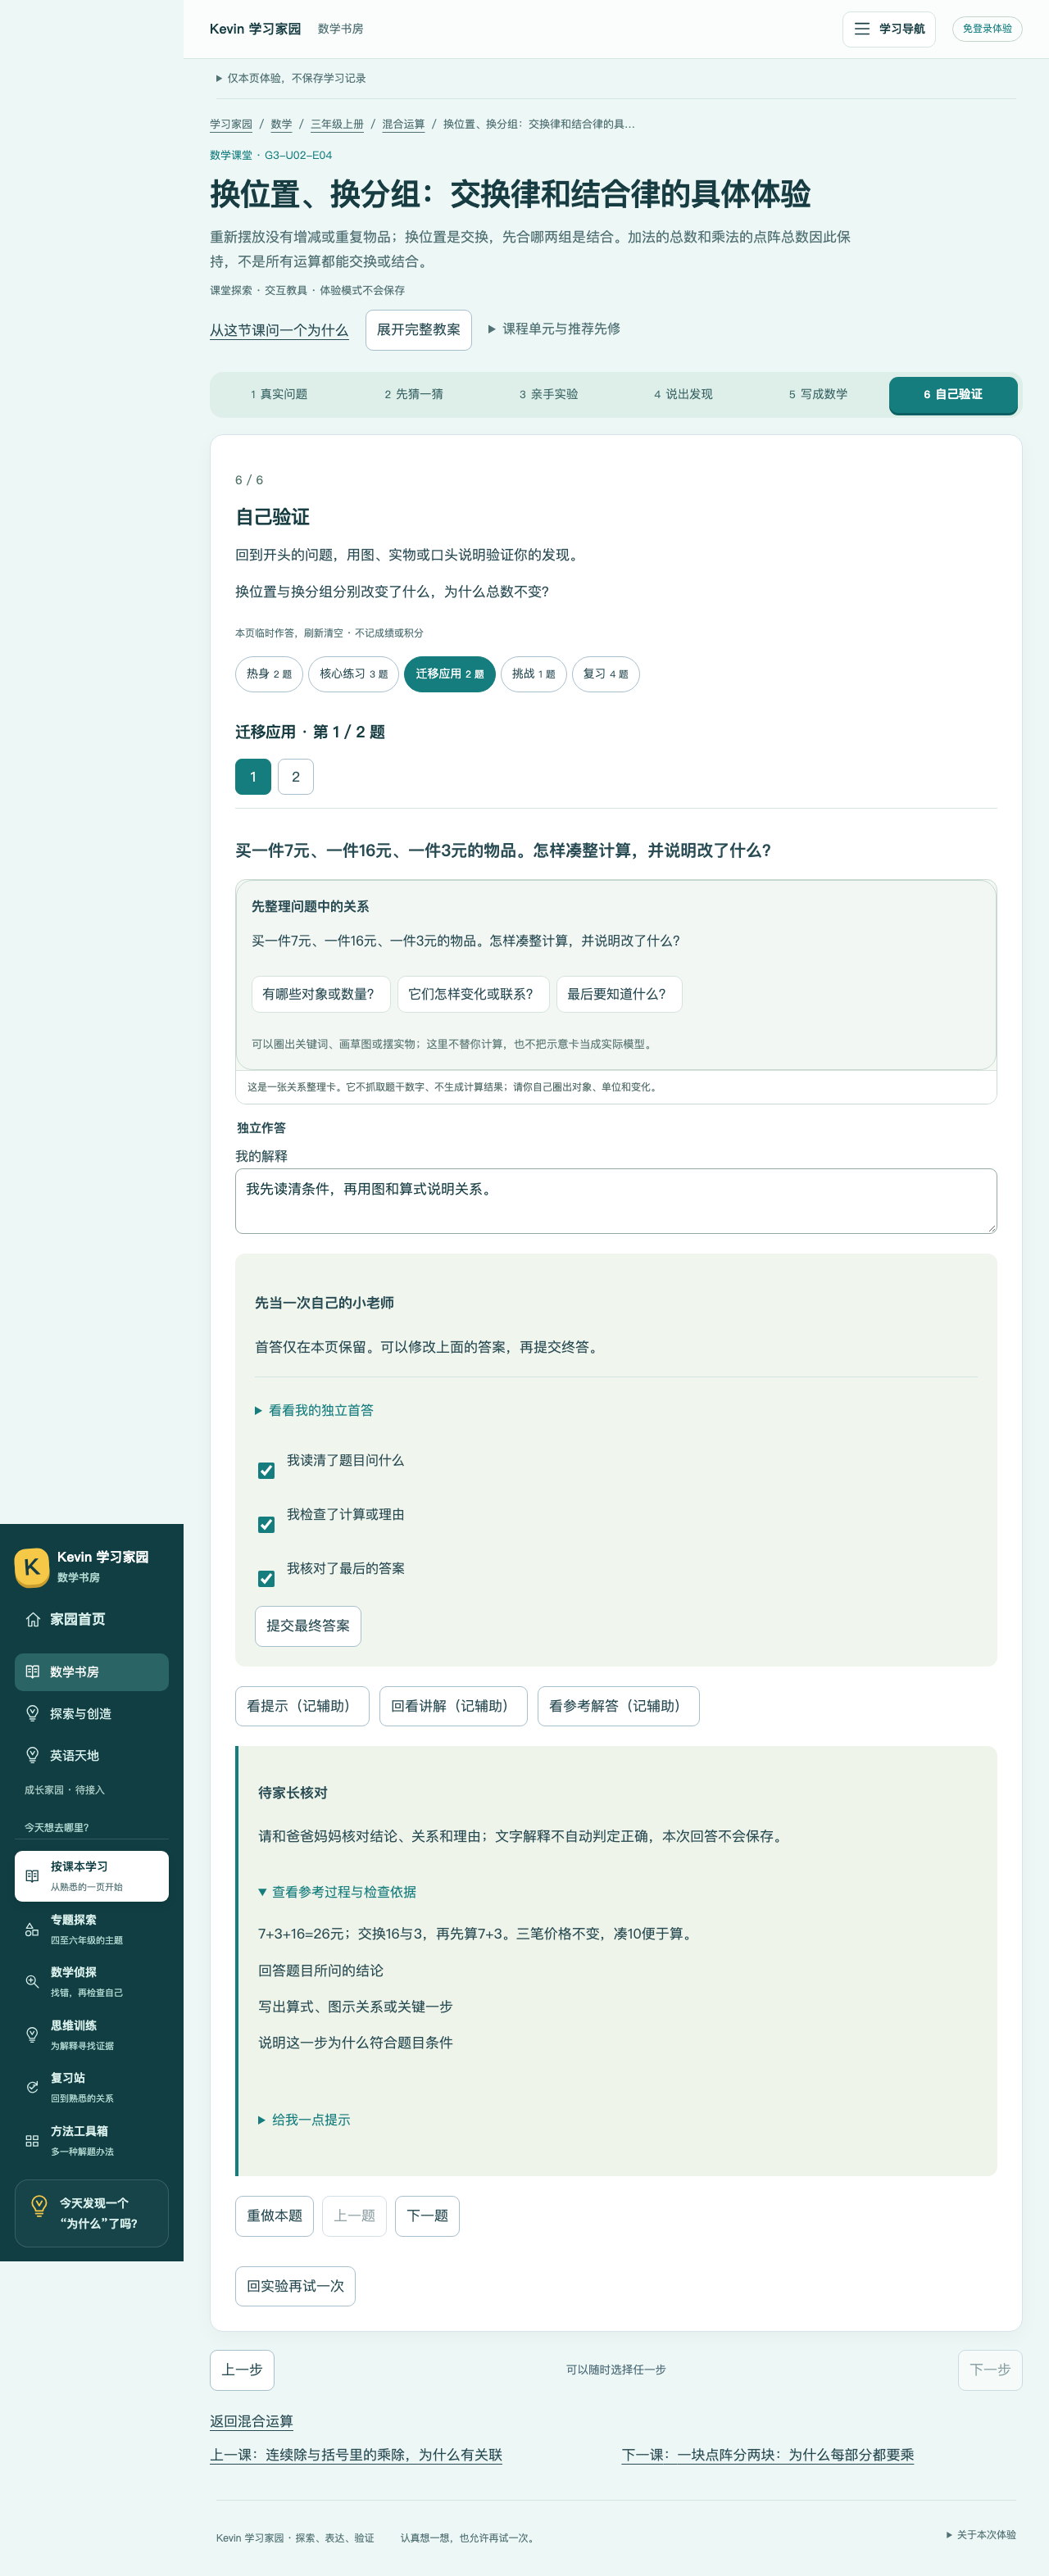 Kevin 学习家园 数学书房 学习导航 免登录体验
▶ 仅本页体验，不保存学习记录
学习家园 / 数学 / 三年级上册 / 混合运算 / 换位置、换分组：交换律和结合律的具...
数学课堂 · G3-U02-E04
换位置、换分组：交换律和结合律的具体体验
重新摆放没有增减或重复物品；换位置是交换，先合哪两组是结合。加法的总数和乘法的点阵总数因此保
持，不是所有运算都能交换或结合。
课堂探索 · 交互教具 · 体验模式不会保存
从这节课问一个为什么 展开完整教案 ▶ 课程单元与推荐先修
1 真实问题 2 先猜一猜 3 亲手实验 4 说出发现 5 写成数学 6 自己验证
6 / 6
自己验证
回到开头的问题，用图、实物或口头说明验证你的发现。
换位置与换分组分别改变了什么，为什么总数不变？
本页临时作答，刷新清空 · 不记成绩或积分
热身 2 题 核心练习 3 题 迁移应用 2 题 挑战 1 题 复习 4 题
迁移应用 · 第 1 / 2 题
1 2
买一件7元、一件16元、一件3元的物品。怎样凑整计算，并说明改了什么？
先整理问题中的关系
买一件7元、一件16元、一件3元的物品。怎样凑整计算，并说明改了什么？
有哪些对象或数量？ 它们怎样变化或联系？ 最后要知道什么？
可以圈出关键词、画草图或摆实物；这里不替你计算，也不把示意卡当成实际模型。
这是一张关系整理卡。它不抓取题干数字、不生成计算结果；请你自己圈出对象、单位和变化。
独立作答
我的解释
我先读清条件，再用图和算式说明关系。
先当一次自己的小老师
首答仅在本页保留。可以修改上面的答案，再提交终答。
▶ 看看我的独立首答
我读清了题目问什么
我检查了计算或理由
我核对了最后的答案
提交最终答案
看提示（记辅助） 回看讲解（记辅助） 看参考解答（记辅助）
待家长核对
请和爸爸妈妈核对结论、关系和理由；文字解释不自动判定正确，本次回答不会保存。
▼ 查看参考过程与检查依据
7+3+16=26元；交换16与3，再先算7+3。三笔价格不变，凑10便于算。
回答题目所问的结论
写出算式、图示关系或关键一步
说明这一步为什么符合题目条件
▶ 给我一点提示
重做本题 上一题 下一题
回实验再试一次
上一步 可以随时选择任一步 下一步
返回混合运算
上一课：连续除与括号里的乘除，为什么有关联 下一课：一块点阵分两块：为什么每部分都要乘
Kevin 学习家园 · 探索、表达、验证 认真想一想，也允许再试一次。 ▶ 关于本次体验
K
Kevin 学习家园
数学书房
家园首页
数学书房
探索与创造
英语天地
成长家园 · 待接入
今天想去哪里？
按课本学习
从熟悉的一页开始
专题探索
四至六年级的主题
数学侦探
找错，再检查自己
思维训练
为解释寻找证据
复习站
回到熟悉的关系
方法工具箱
多一种解题办法
今天发现一个
“为什么”了吗？